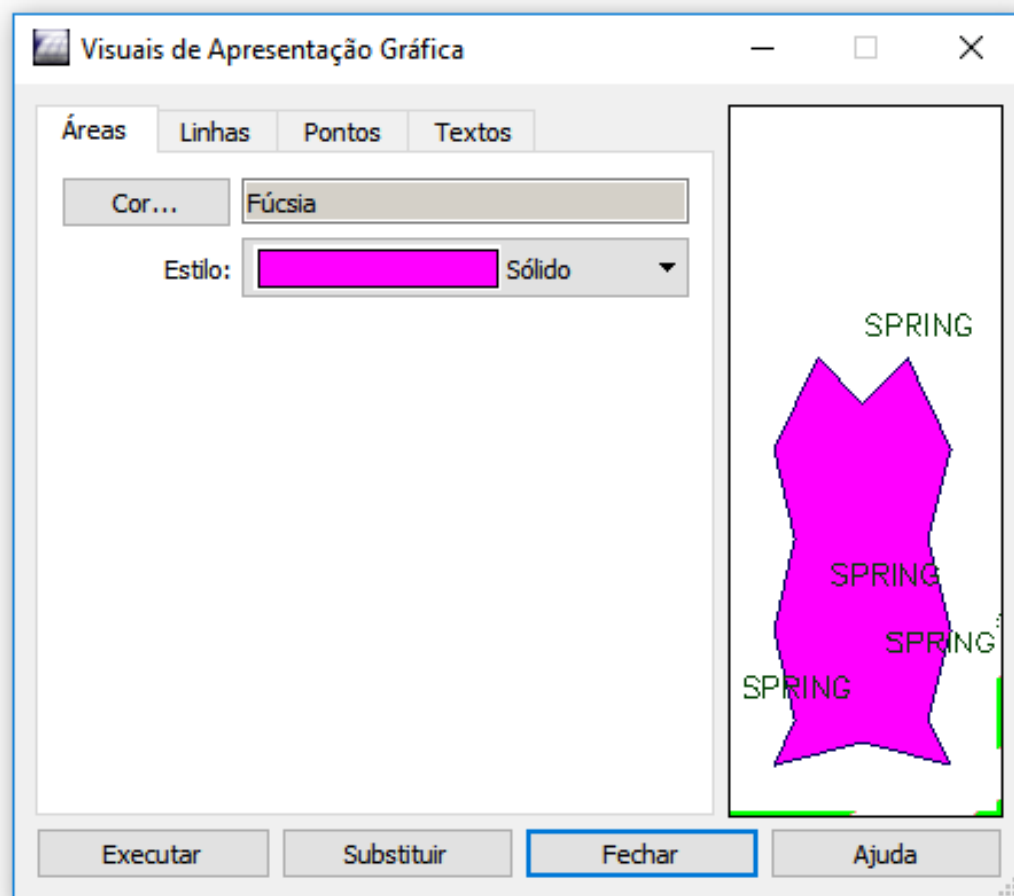 Visuais de Apresentação Gráfica
Áreas Linhas Pontos Textos
Cor... Fúcsia
Estilo: Sólido
SPRING
SPRING
SPRING
SPRING
Executar Substituir Fechar Ajuda